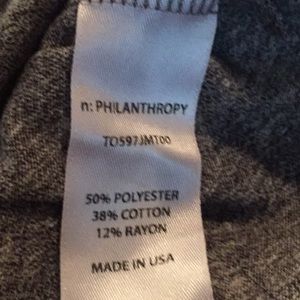 n: PHILANTHROPY
TO597JMT00
50% POLYESTER
38% COTTON
12% RAYON
MADE IN USA